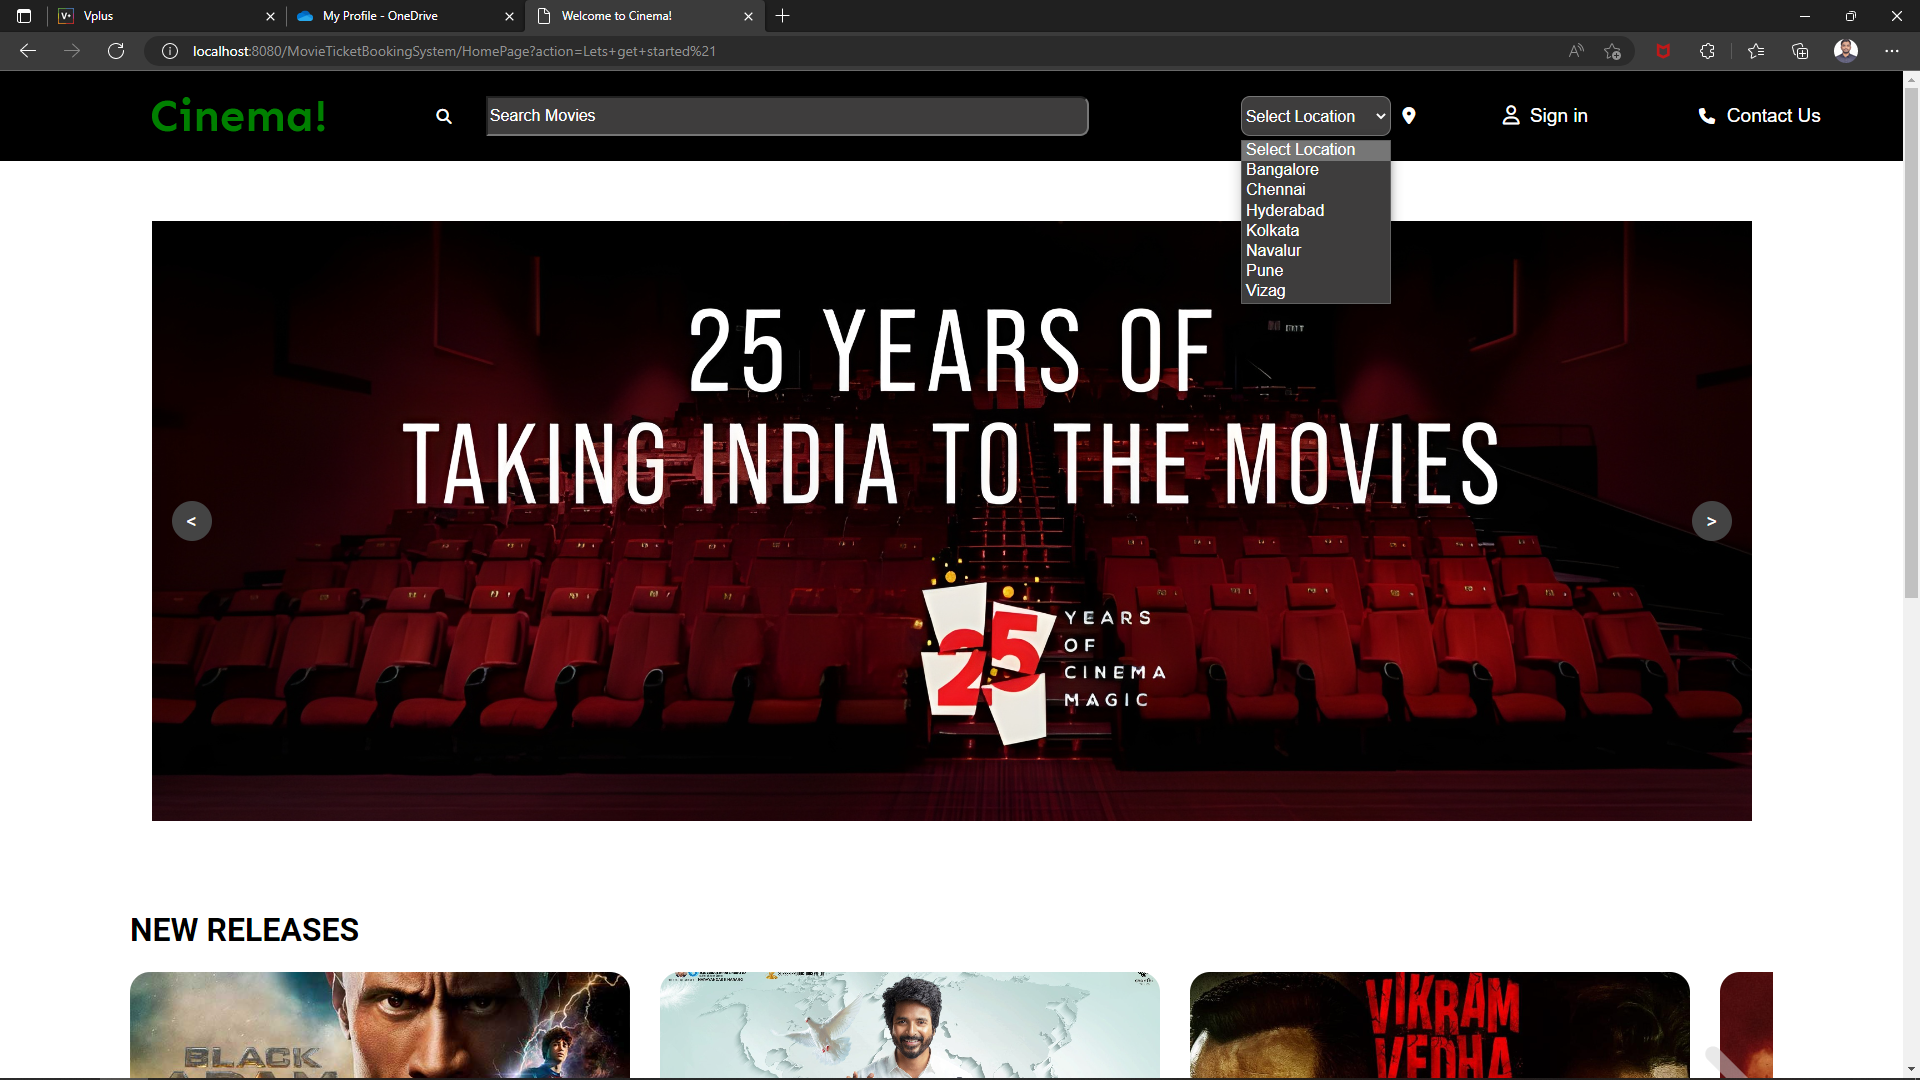 Vplus
My Profile - OneDrive
Welcome to Cinema!
localhost:8080/MovieTicketBookingSystem/HomePage?action=Lets+get+started%21
Cinema!
Search Movies
Select Location
Sign in
Contact Us
Select Location
Bangalore
Chennai
Hyderabad
Kolkata
Navalur
Pune
Vizag
25 YEARS OF
TAKING INDIA TO THE MOVIES
<
>
25
YEARS
OF
CINEMA
MAGIC
NEW RELEASES
BLACK
ADAM
VIKRAM
VEDHA